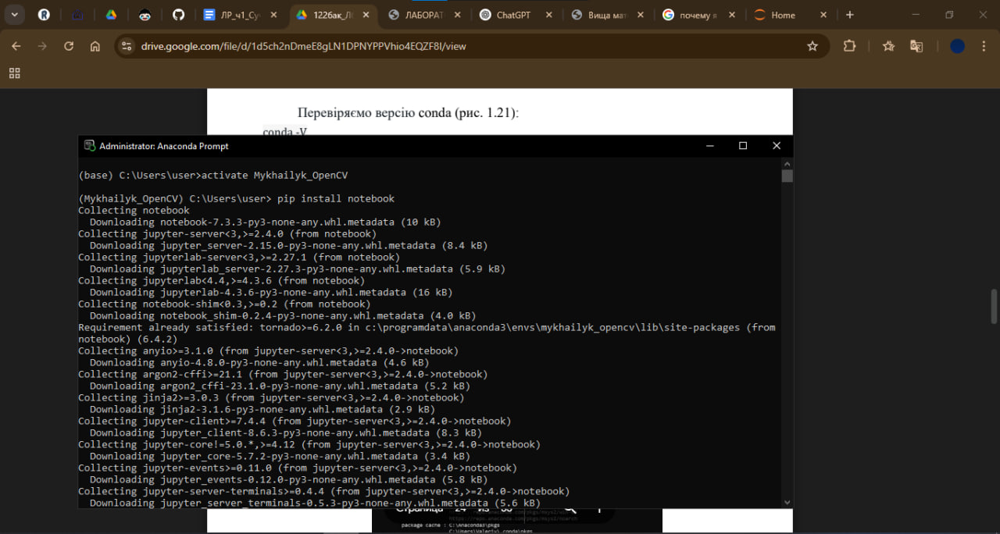 ЛР_ч1_Су
122бак_Л
ЛАБОРАТ
ChatGPT
Вища мат
почему я
Home
drive.google.com/file/d/1d5ch2nDmeE8gLN1DPNYPPVhio4EQZF8I/view
Перевіряємо версію conda (рис. 1.21):
conda -V
Administrator: Anaconda Prompt
(base) C:\Users\user>activate Mykhailyk_OpenCV
(Mykhailyk_OpenCV) C:\Users\user> pip install notebook
Collecting notebook
Downloading notebook-7.3.3-py3-none-any.whl.metadata (10 kB)
Collecting jupyter-server<3,>=2.4.0 (from notebook)
Downloading jupyter_server-2.15.0-py3-none-any.whl.metadata (8.4 kB)
Collecting jupyterlab-server<3,>=2.27.1 (from notebook)
Downloading jupyterlab_server-2.27.3-py3-none-any.whl.metadata (5.9 kB)
Collecting jupyterlab<4.4,>=4.3.6 (from notebook)
Downloading jupyterlab-4.3.6-py3-none-any.whl.metadata (16 kB)
Collecting notebook-shim<0.3,>=0.2 (from notebook)
Downloading notebook_shim-0.2.4-py3-none-any.whl.metadata (4.0 kB)
Requirement already satisfied: tornado>=6.2.0 in c:\programdata\anaconda3\envs\mykhailyk_opencv\lib\site-packages (from
notebook) (6.4.2)
Collecting anyio>=3.1.0 (from jupyter-server<3,>=2.4.0->notebook)
Downloading anyio-4.8.0-py3-none-any.whl.metadata (4.6 kB)
Collecting argon2-cffi>=21.1 (from jupyter-server<3,>=2.4.0->notebook)
Downloading argon2_cffi-23.1.0-py3-none-any.whl.metadata (5.2 kB)
Collecting jinja2>=3.0.3 (from jupyter-server<3,>=2.4.0->notebook)
Downloading jinja2-3.1.6-py3-none-any.whl.metadata (2.9 kB)
Collecting jupyter-client>=7.4.4 (from jupyter-server<3,>=2.4.0->notebook)
Downloading jupyter_client-8.6.3-py3-none-any.whl.metadata (8.3 kB)
Collecting jupyter-core!=5.0.*,>=4.12 (from jupyter-server<3,>=2.4.0->notebook)
Downloading jupyter_core-5.7.2-py3-none-any.whl.metadata (3.4 kB)
Collecting jupyter-events>=0.11.0 (from jupyter-server<3,>=2.4.0->notebook)
Downloading jupyter_events-0.12.0-py3-none-any.whl.metadata (5.8 kB)
Collecting jupyter-server-terminals>=0.4.4 (from jupyter-server<3,>=2.4.0->notebook)
Downloading jupyter_server_terminals-0.5.3-py3-none-any.whl.metadata (5.6 kB)
Страница 24 из
https://repo.anaconda.com/pkgs/msys2/noarch
package cache : C:\Anaconda3\pkgs
C:\Users\Valeriy\.conda\pkgs